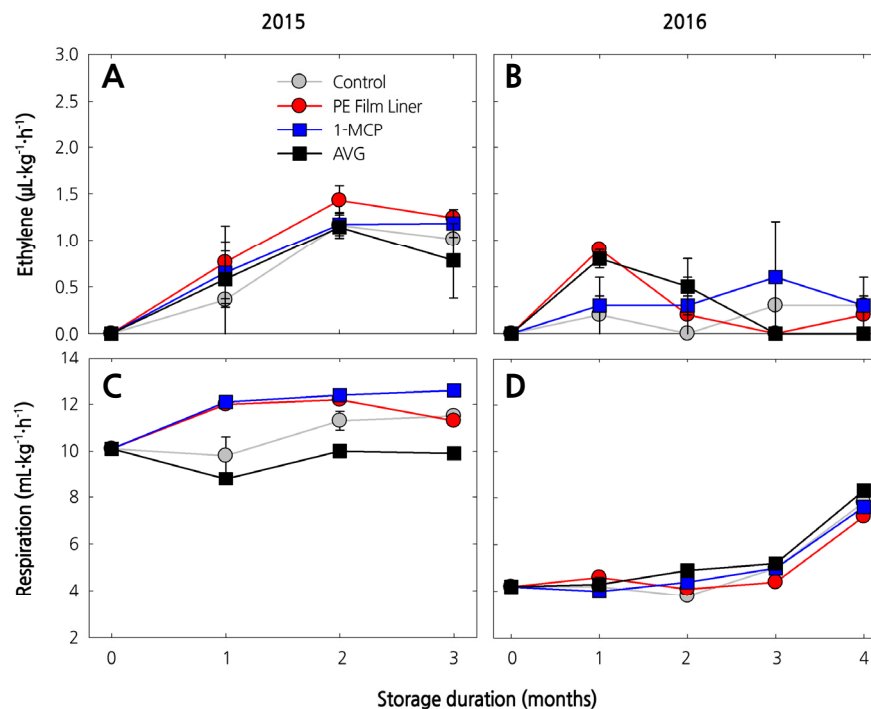 2015 2016
A
B
Control
PE Film Liner
1-MCP
AVG
Ethylene (µL·kg⁻¹·h⁻¹)
3.0
2.5
2.0
1.5
1.0
0.5
0.0
C
D
Respiration (mL·kg⁻¹·h⁻¹)
14
12
10
8
6
4
2
0 1 2 3 0 1 2 3 4
Storage duration (months)